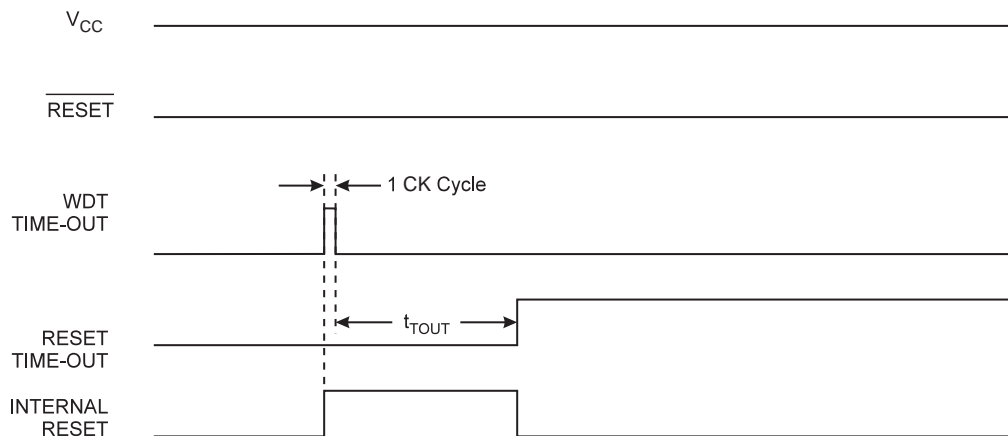 VCC
RESET
1 CK Cycle
WDT
TIME-OUT
tTOUT
RESET
TIME-OUT
INTERNAL
RESET